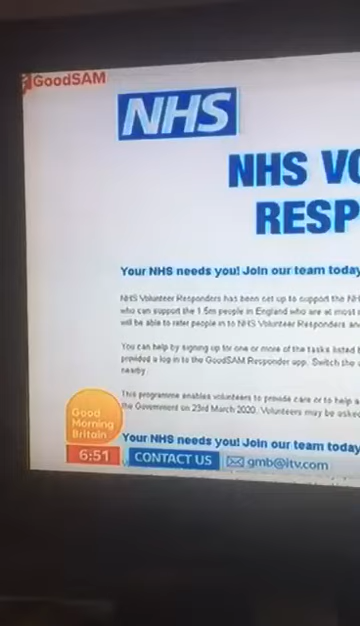 GoodSAM
NHS
NHS VO
RESP
Your NHS needs you! Join our team today
NHS Volunteer Responders has been set up to support the NH
who can support the 1.5m people in England who are at most
will be able to refer people in to NHS Volunteer Responders an
You can help by signing up for one or more of the tasks listed b
provided a log in to the GoodSAM Responder app. Switch the
nearby
This programme enables volunteers to provide care or to help a
the Government on 23rd March 2020. Volunteers may be aske
Good
Morning
Britain
Your NHS needs you! Join our team today
6:51
CONTACT US
gmb@itv.com